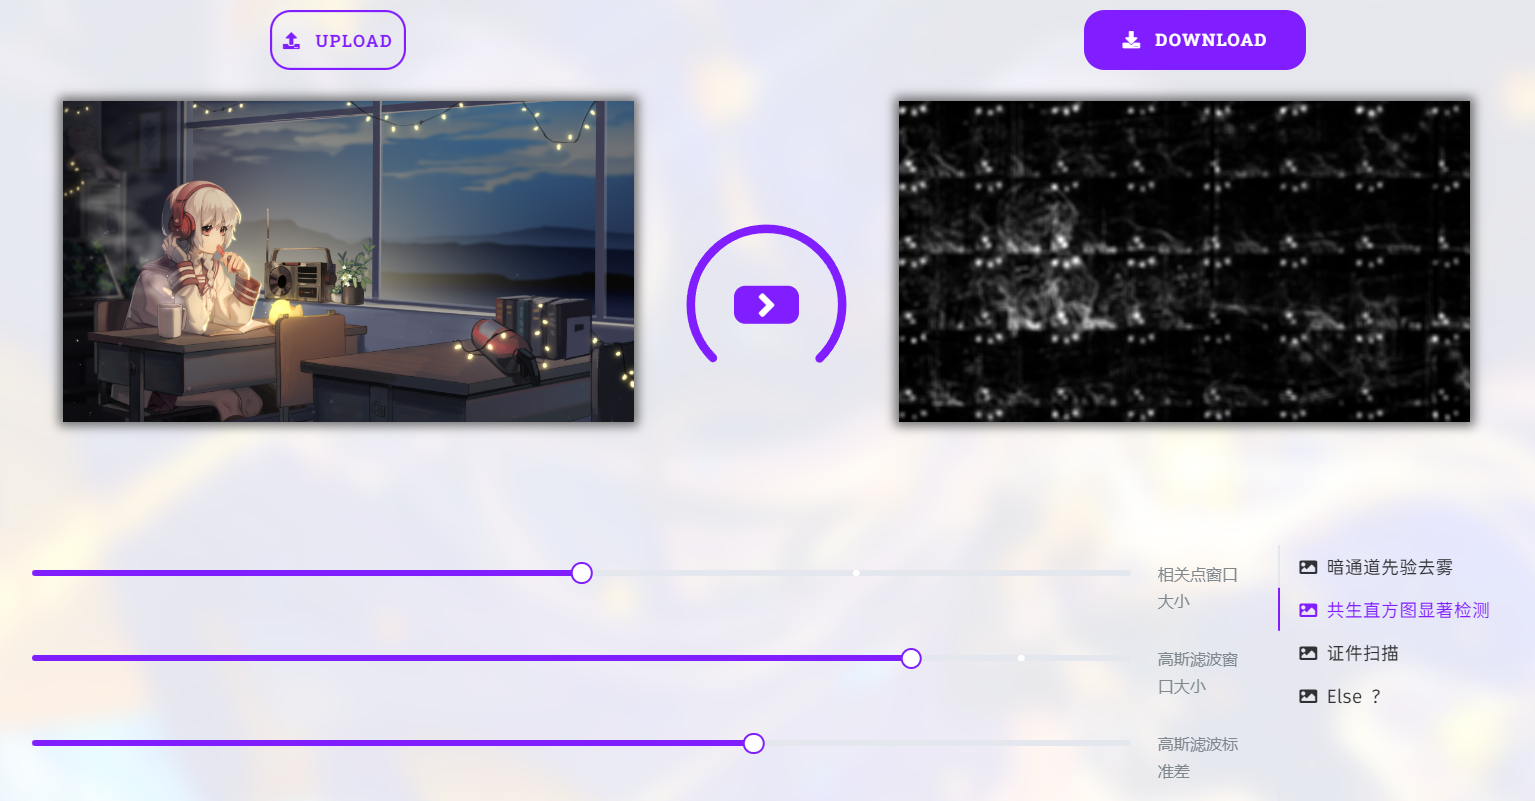 UPLOAD
DOWNLOAD
相关点窗口
大小
高斯滤波窗
口大小
高斯滤波标
准差
暗通道先验去雾
共生直方图显著检测
证件扫描
Else ？